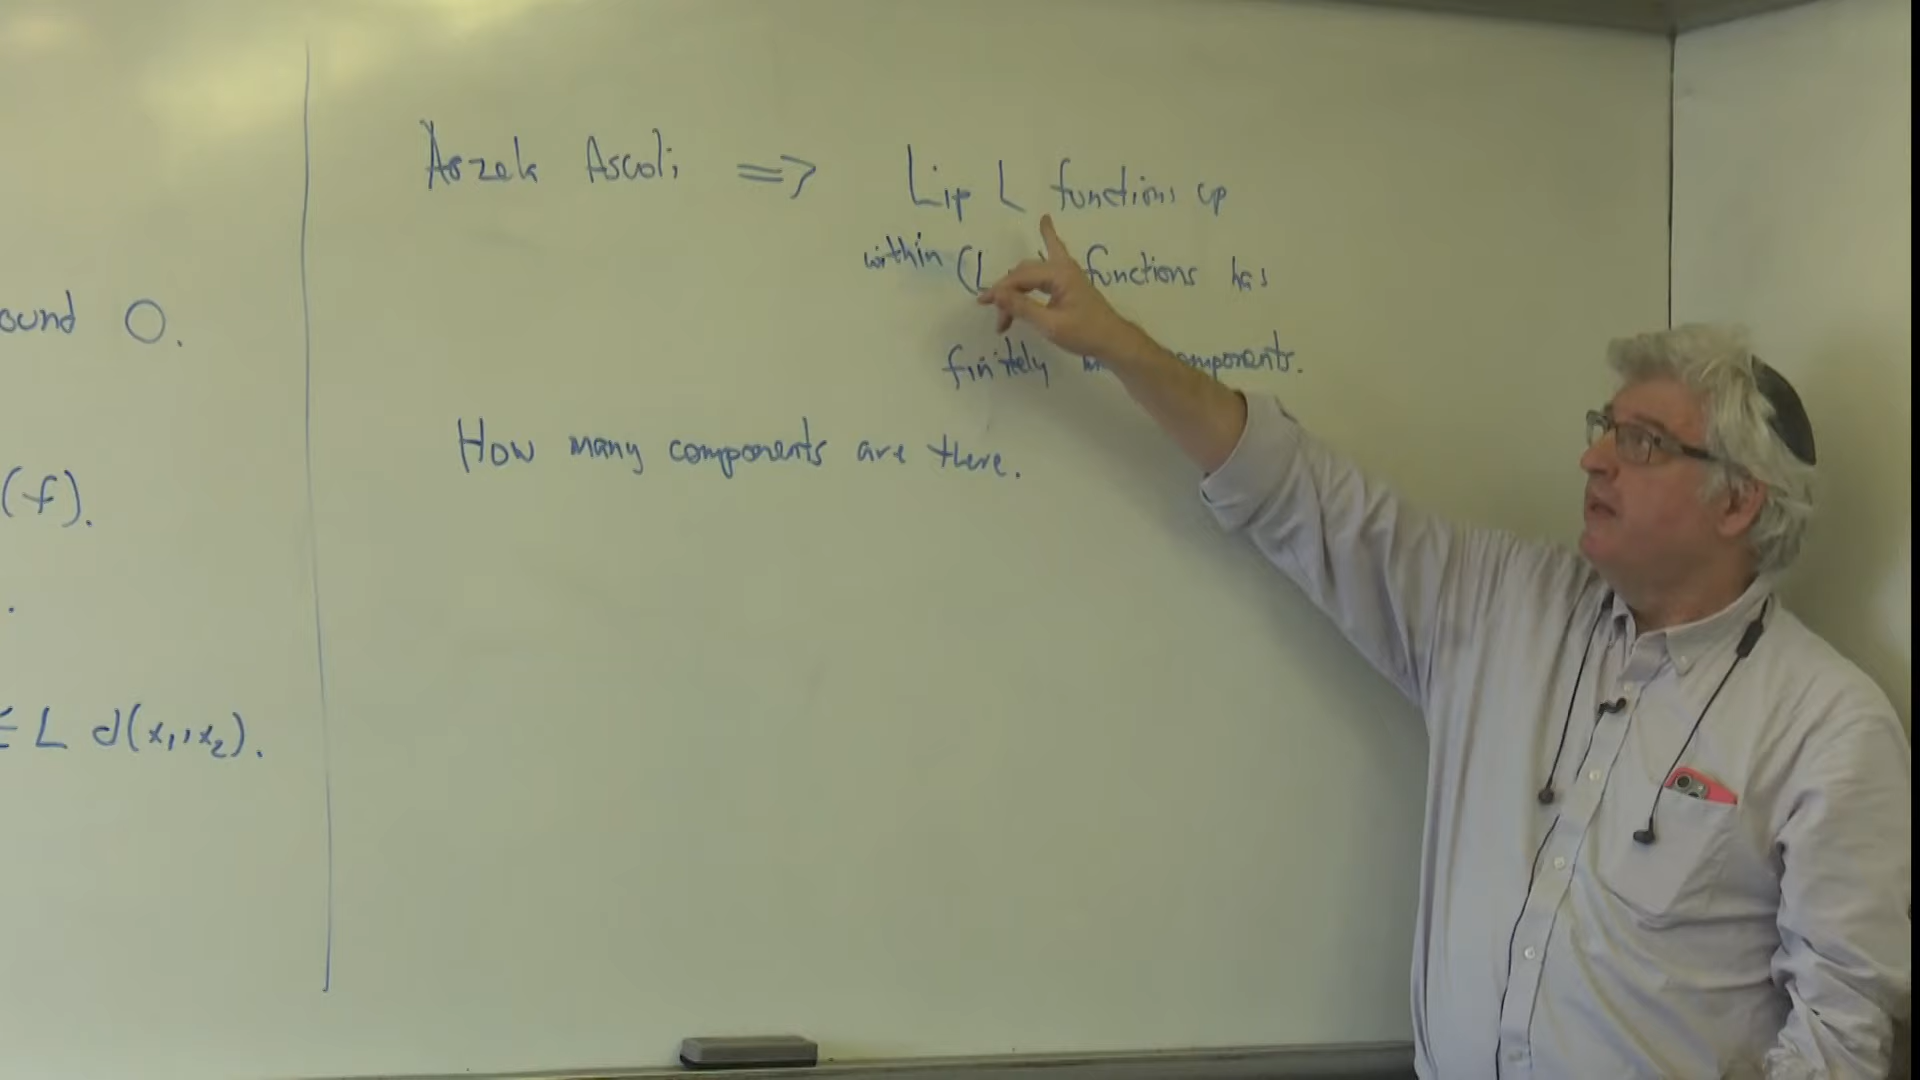 ound O.
(f).
.
≤ L d(x₁, x₂).
Arzela Ascoli ⇒ Lip L functions up
within (L functions has
finitely components.
How many components are there.